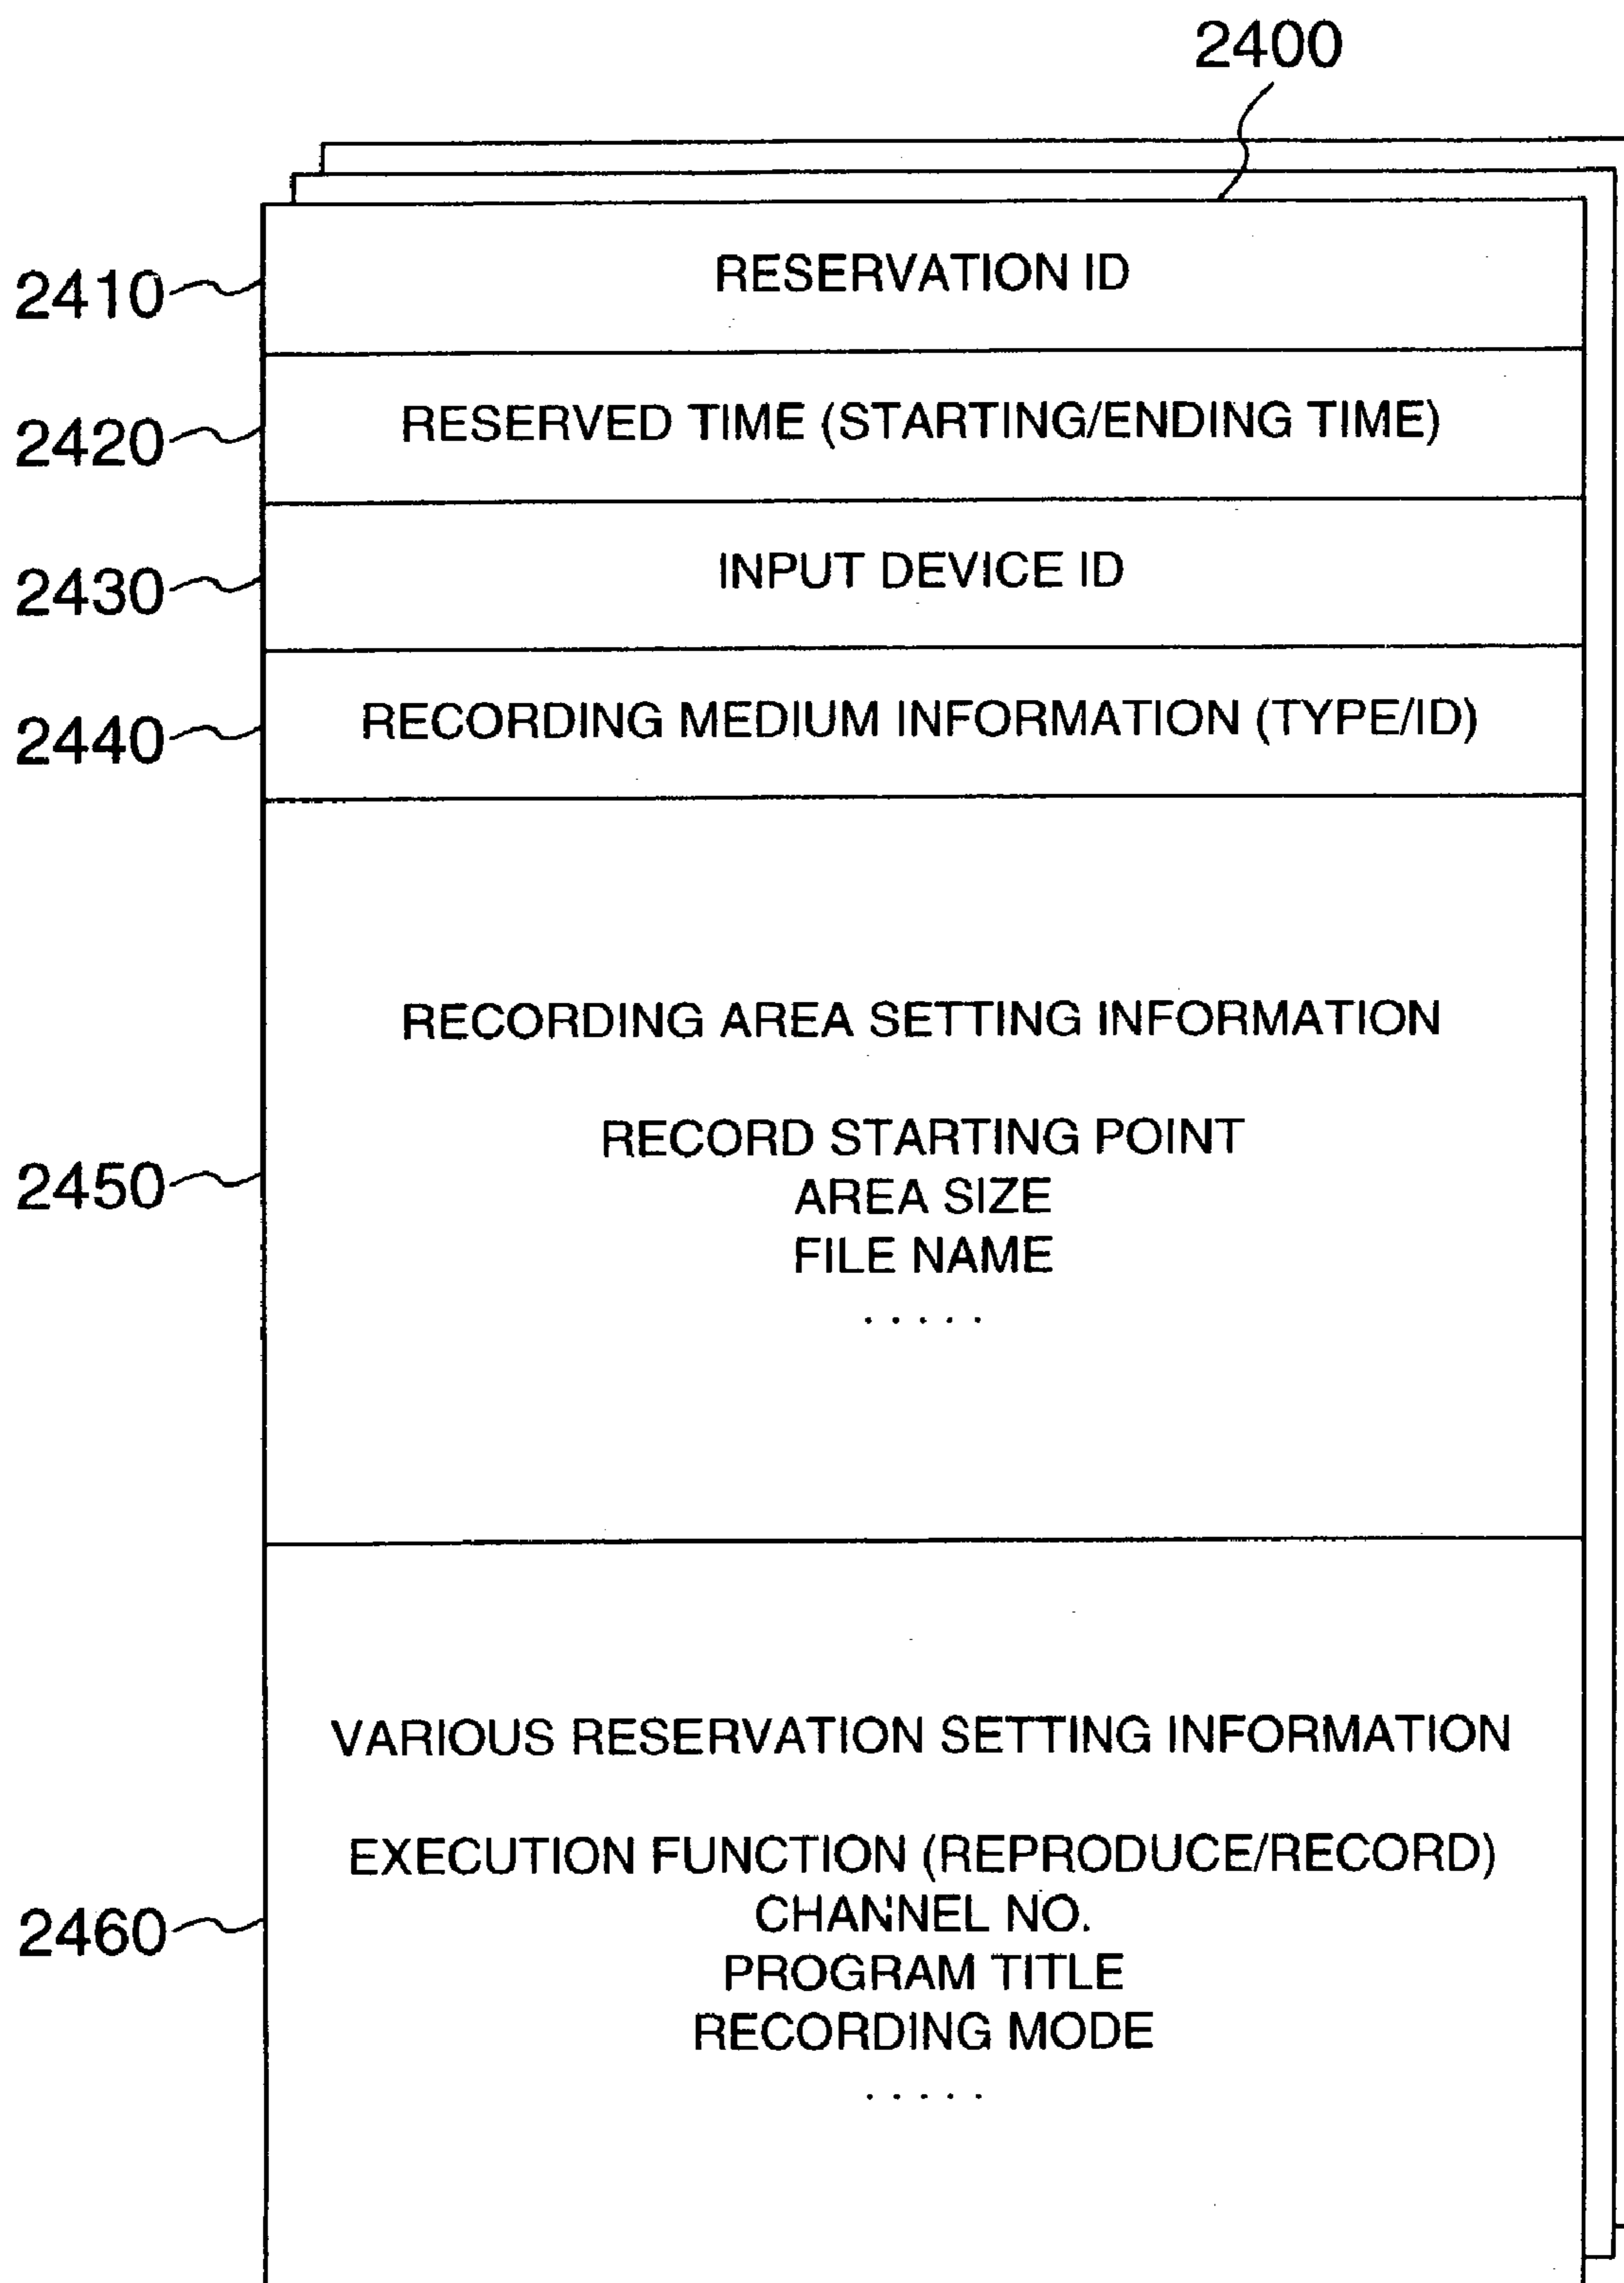 2400
2410 RESERVATION ID
2420 RESERVED TIME (STARTING/ENDING TIME)
2430 INPUT DEVICE ID
2440 RECORDING MEDIUM INFORMATION (TYPE/ID)
RECORDING AREA SETTING INFORMATION
RECORD STARTING POINT
2450 AREA SIZE
FILE NAME
.....
VARIOUS RESERVATION SETTING INFORMATION
EXECUTION FUNCTION (REPRODUCE/RECORD)
2460 CHANNEL NO.
PROGRAM TITLE
RECORDING MODE
.....